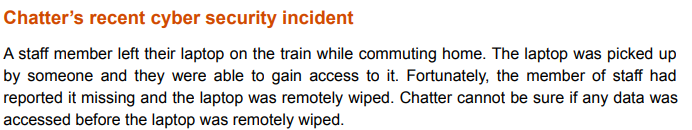 Chatter’s recent cyber security incident
A staff member left their laptop on the train while commuting home. The laptop was picked up
by someone and they were able to gain access to it. Fortunately, the member of staff had
reported it missing and the laptop was remotely wiped. Chatter cannot be sure if any data was
accessed before the laptop was remotely wiped.